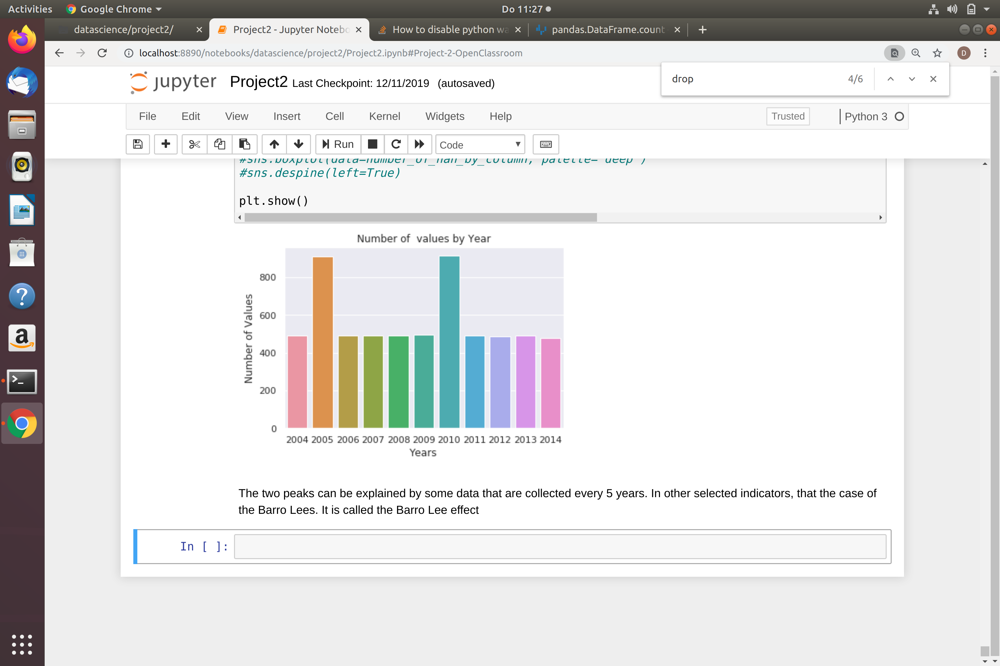 Activities Google Chrome Do 11:27
datascience/project2/ Project2 - Jupyter Notebo How to disable python wa pandas.DataFrame.count
localhost:8890/notebooks/datascience/project2/Project2.ipynb#Project-2-OpenClassroom D
drop 4/6
jupyter Project2 Last Checkpoint: 12/11/2019 (autosaved)
File Edit View Insert Cell Kernel Widgets Help Trusted Python 3
Run Code
#sns.boxplot(data=number_of_nan_by_column, palette="deep")
#sns.despine(left=True)
plt.show()
Number of  values by Year
800
600
400
200
0
Number of Values
2004 2005 2006 2007 2008 2009 2010 2011 2012 2013 2014
Years
The two peaks can be explained by some data that are collected every 5 years. In other selected indicators, that the case of
the Barro Lees. It is called the Barro Lee effect
In [ ]: